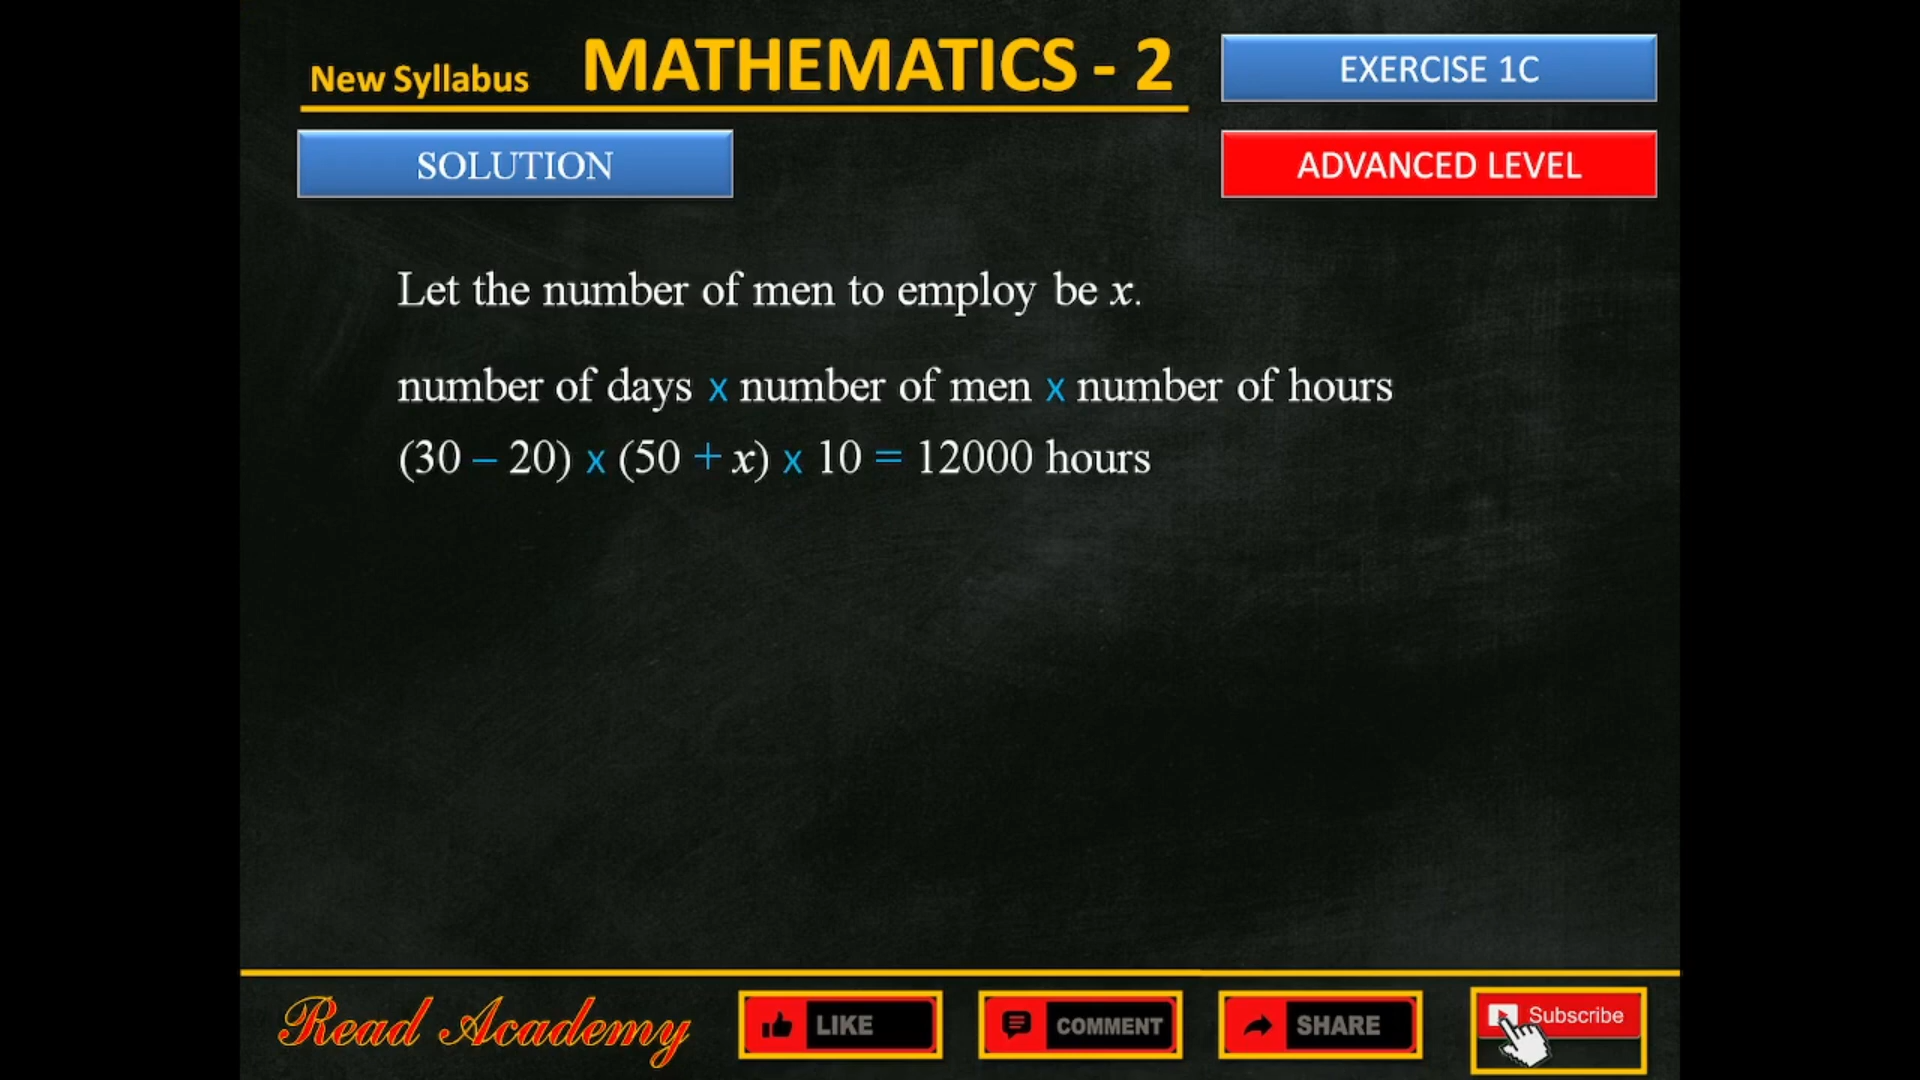 New Syllabus MATHEMATICS - 2
EXERCISE 1C
SOLUTION
ADVANCED LEVEL
Let the number of men to employ be x.
number of days x number of men x number of hours
(30 – 20) x (50 + x) x 10 = 12000 hours
Read Academy
LIKE
COMMENT
SHARE
Subscribe